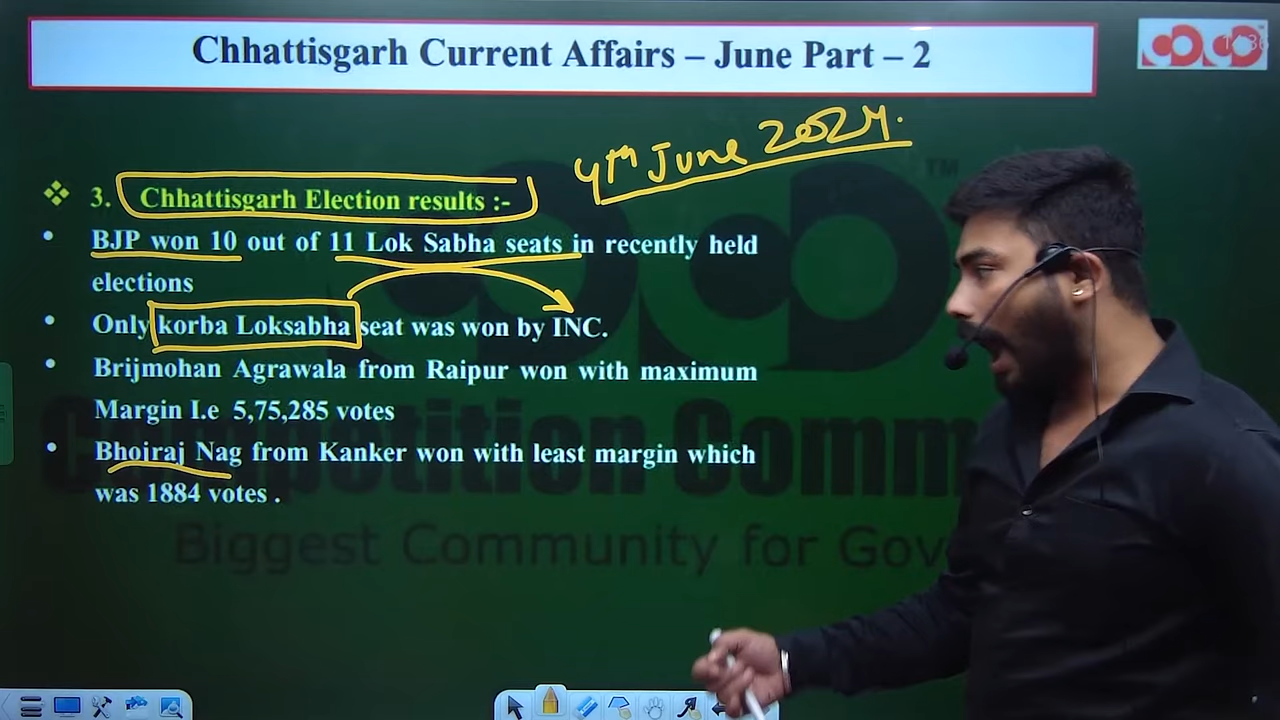 Chhattisgarh Current Affairs – June Part – 2
4th June 2024.
❖ 3. Chhattisgarh Election results :-
• BJP won 10 out of 11 Lok Sabha seats in recently held
elections
• Only korba Loksabha seat was won by INC.
• Brijmohan Agrawala from Raipur won with maximum
Margin I.e 5,75,285 votes
• Bhojraj Nag from Kanker won with least margin which
was 1884 votes .
Competition Comm
Biggest Community for Gov
TM